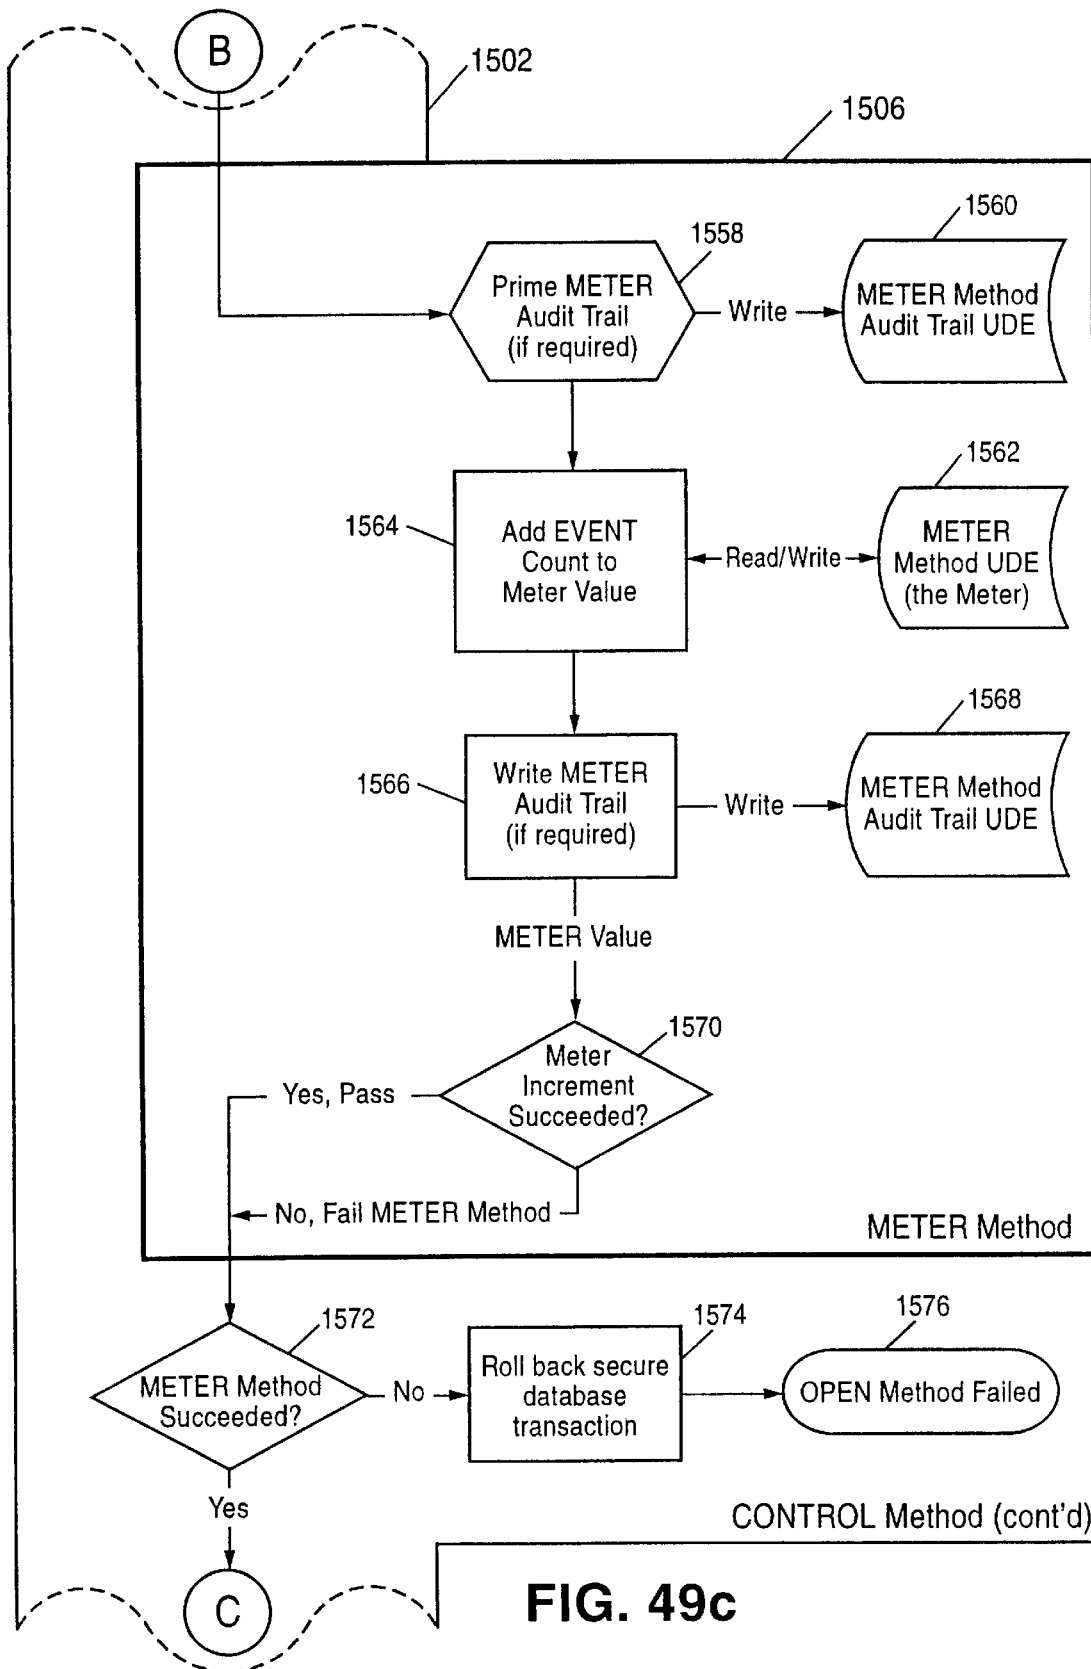 B
1502
1506
1560
1558
Prime METER
Audit Trail
(if required)
Write
METER Method
Audit Trail UDE
1562
1564
Add EVENT
Count to
Meter Value
Read/Write
METER
Method UDE
(the Meter)
1568
1566
Write METER
Audit Trail
(if required)
Write
METER Method
Audit Trail UDE
METER Value
1570
Meter
Increment
Succeeded?
Yes, Pass
No, Fail METER Method
METER Method
1572
METER Method
Succeeded?
No
1574
Roll back secure
database
transaction
1576
OPEN Method Failed
Yes
CONTROL Method (cont'd)
C
FIG. 49c